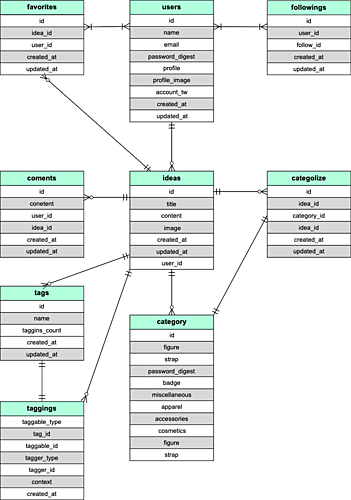 favorites
id
idea_id
user_id
created_at
updated_at
users
id
name
email
password_digest
profile
profile_image
account_tw
created_at
updated_at
followings
id
user_id
follow_id
created_at
updated_at
coments
id
conetent
user_id
idea_id
created_at
updated_at
ideas
id
title
content
image
created_at
updated_at
user_id
categolize
id
idea_id
category_id
idea_id
created_at
updated_at
tags
id
name
taggins_count
created_at
updated_at
category
id
figure
strap
password_digest
badge
miscellaneous
apparel
accessories
cosmetics
figure
strap
taggings
taggable_type
tag_id
taggable_id
tagger_type
tagger_id
context
created_at